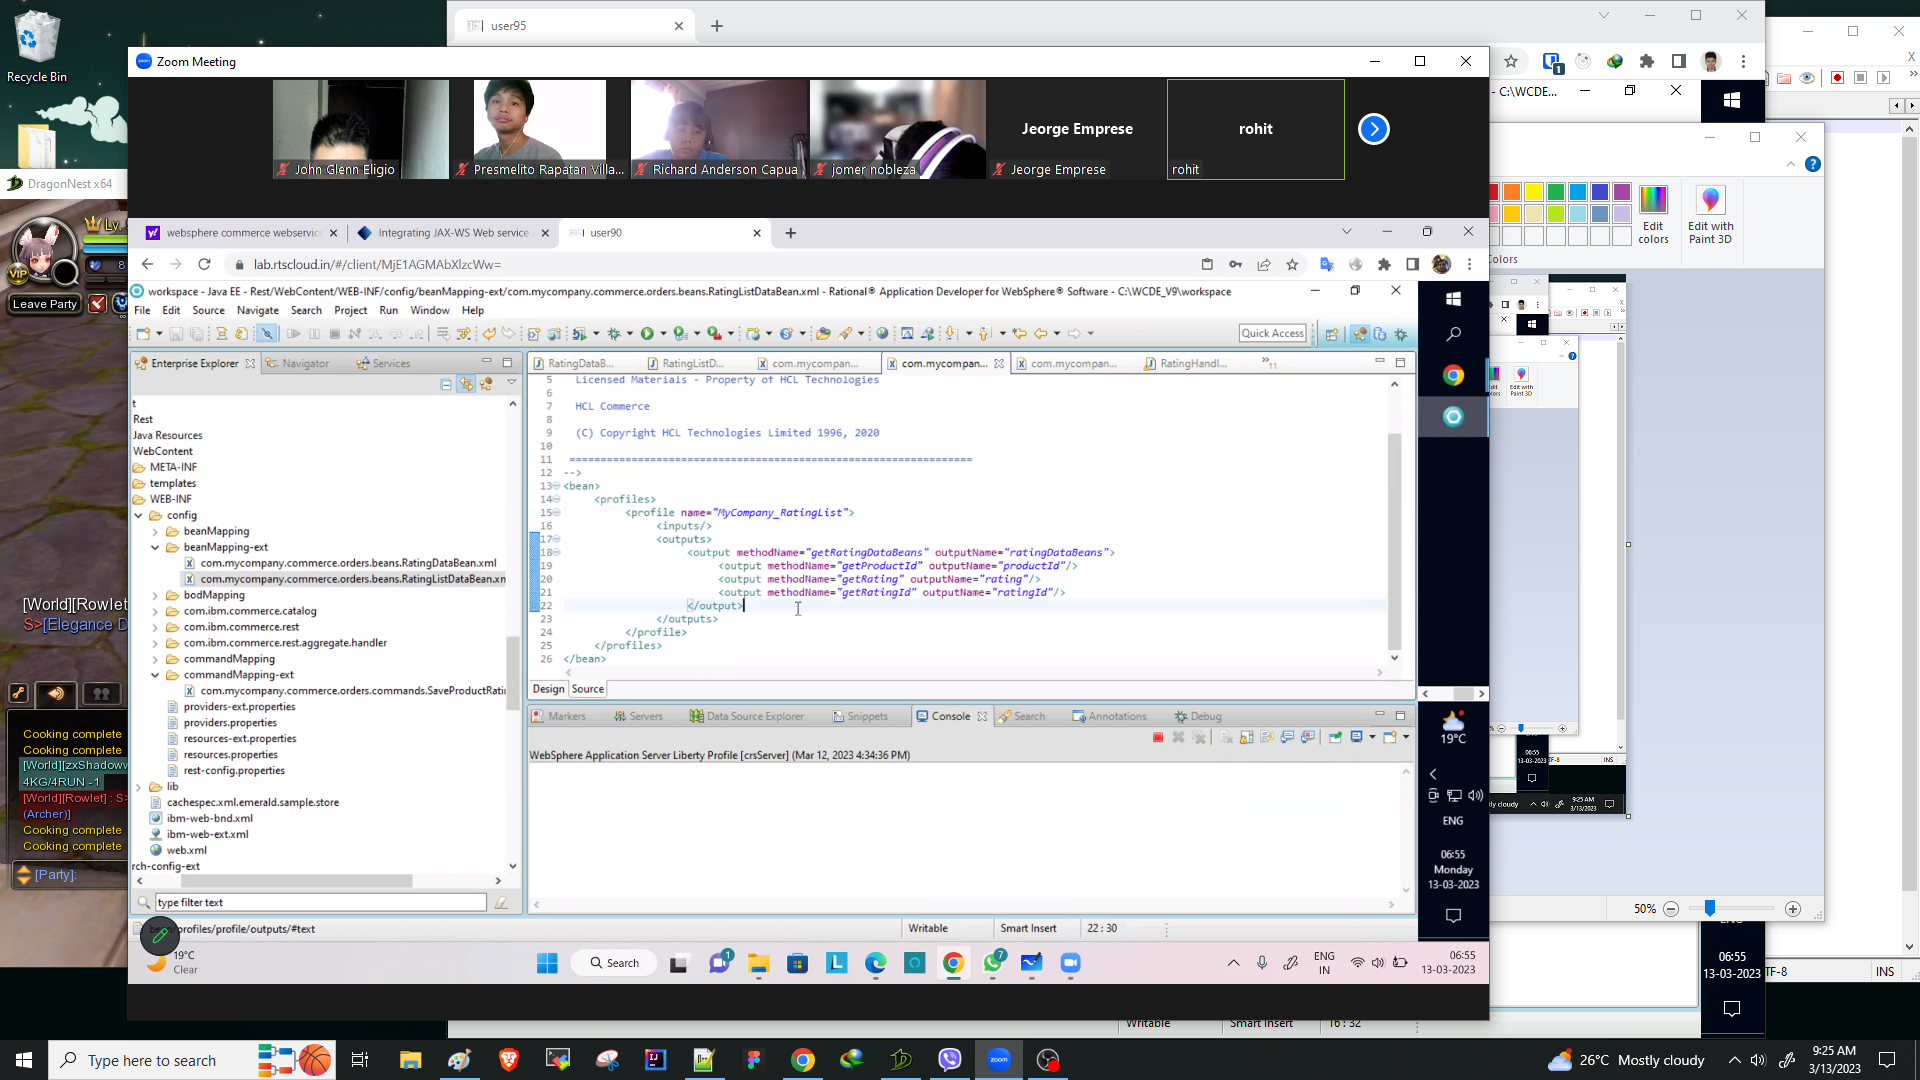 Recycle Bin
user95
Zoom Meeting
John Glenn Eligio
Presmelito Rapatan Villa...
Richard Anderson Capua
jomer nobleza
Jeorge Emprese
Jeorge Emprese
rohit
rohit
- C:\WCDE...
DragonNest x64
Leave Party
Edit colors
Edit with Paint 3D
websphere commerce webservic
Integrating JAX-WS Web service
user90
lab.rtscloud.in/#/client/MjE1AGMAbXlzcWw=
workspace - Java EE - Rest/WebContent/WEB-INF/config/beanMapping-ext/com.mycompany.commerce.orders.beans.RatingListDataBean.xml - Rational® Application Developer for WebSphere® Software - C:\WCDE_V9\workspace
File Edit Source Navigate Search Project Run Window Help
Quick Access
Enterprise Explorer Navigator Services
RatingDataB... RatingListD... com.mycompan... com.mycompan... com.mycompan... RatingHandl... 11
t
Rest
Java Resources
WebContent
META-INF
templates
WEB-INF
config
beanMapping
beanMapping-ext
com.mycompany.commerce.orders.beans.RatingDataBean.xml
com.mycompany.commerce.orders.beans.RatingListDataBean.xn
bodMapping
com.ibm.commerce.catalog
com.ibm.commerce.rest
com.ibm.commerce.rest.aggregate.handler
commandMapping
commandMapping-ext
com.mycompany.commerce.orders.commands.SaveProductRati
providers-ext.properties
providers.properties
resources-ext.properties
resources.properties
rest-config.properties
lib
cachespec.xml.emerald.sample.store
ibm-web-bnd.xml
ibm-web-ext.xml
web.xml
rch-config-ext
type filter text
5 Licensed Materials - Property of HCL Technologies
6
7 HCL Commerce
8
9 (C) Copyright HCL Technologies Limited 1996, 2020
10
11 =================================================================
12 -->
13 <bean>
14 <profiles>
15 <profile name="MyCompany_RatingList">
16 <inputs/>
17 <outputs>
18 <output methodName="getRatingDataBeans" outputName="ratingDataBeans">
19 <output methodName="getProductId" outputName="productId"/>
20 <output methodName="getRating" outputName="rating"/>
21 <output methodName="getRatingId" outputName="ratingId"/>
22 </output>
23 </outputs>
24 </profile>
25 </profiles>
26 </bean>
Design Source
Markers Servers Data Source Explorer Snippets Console Search Annotations Debug
WebSphere Application Server Liberty Profile [crsServer] (Mar 12, 2023 4:34:36 PM)
/profiles/profile/outputs/#text
Writable Smart Insert 22 : 30
19°C
ENG
06:55
Monday
13-03-2023
19°C
Clear
Search
ENG
IN
06:55
13-03-2023
[World][Rowlet
S>[Elegance D
Cooking complete
Cooking complete
[World][zxShadow
4KG/4RUN -1
[World][Rowlet] : S>
(Archer)]
Cooking complete
Cooking complete
[Party]:
50%
06:55
13-03-2023
TF-8 INS
Writable Smart Insert 16 : 32
Type here to search
26°C Mostly cloudy
9:25 AM
3/13/2023